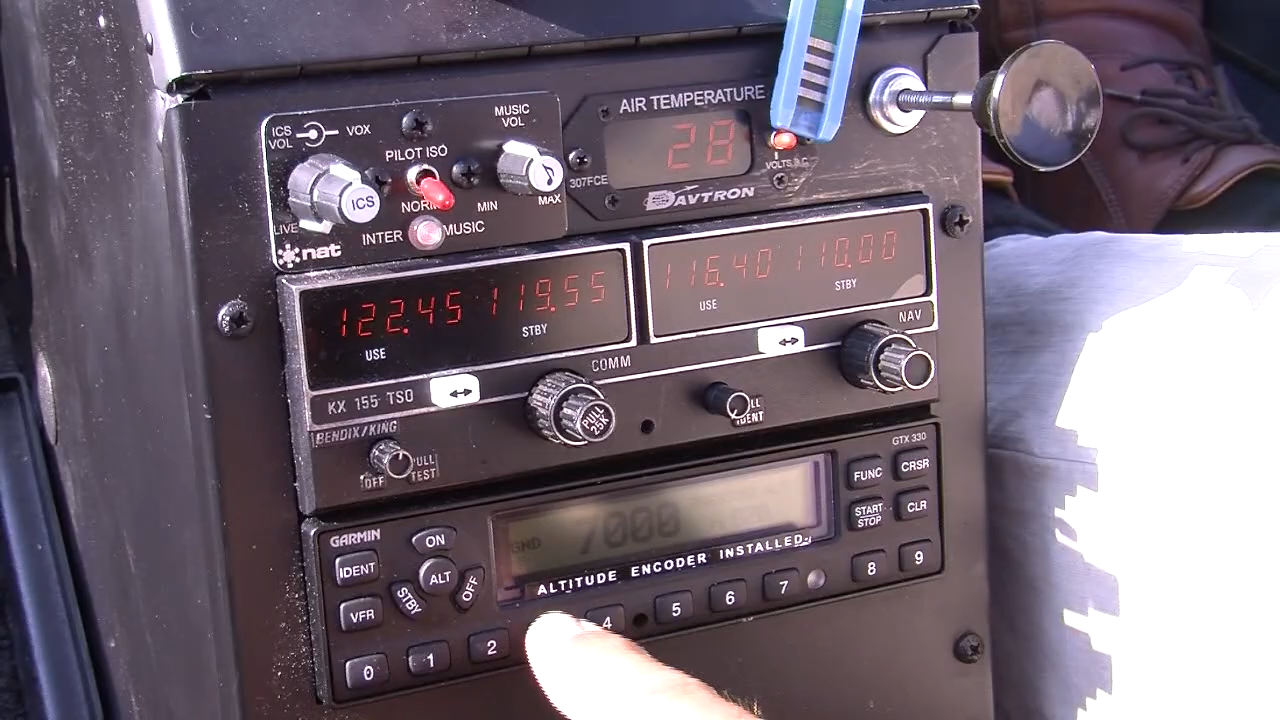 ICS VOL
VOX
PILOT ISO
MUSIC VOL
ICS
NORM
MIN
MAX
LIVE
INTER
MUSIC
nat
AIR TEMPERATURE
28
307FCE
VOLTS
DAVTRON
122.45 119.55
USE
STBY
116.40 110.00
USE
STBY
KX 155 TSO
↔
COMM
↔
NAV
BENDIX/KING
OFF
PULL TEST
PULL 25K
IDENT
GTX 330
GARMIN
IDENT
ON
ALT
STBY
OFF
VFR
GND
7000
ALTITUDE ENCODER INSTALLED
FUNC
CRSR
START STOP
CLR
0
1
2
4
5
6
7
8
9